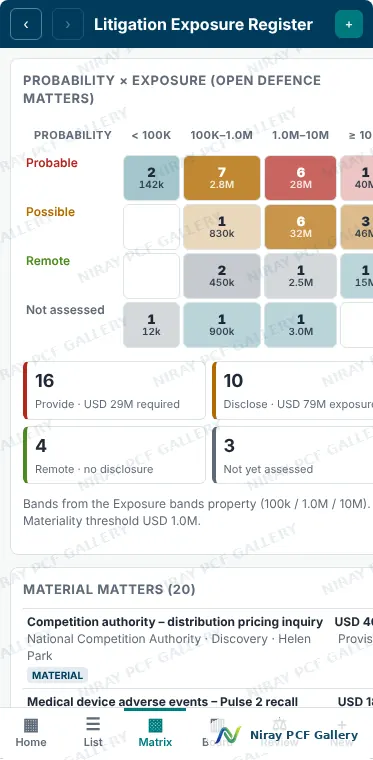 ‹ › Litigation Exposure Register +
PROBABILITY × EXPOSURE (OPEN DEFENCE
MATTERS)
PROBABILITY < 100K 100K–1.0M 1.0M–10M ≥ 10
Probable 2 7 6 1
142k 2.8M 28M 40M
Possible 1 6 3
830k 32M 46M
Remote 2 1 1
450k 2.5M 15M
Not assessed 1 1 1
12k 900k 3.0M
16 10
Provide · USD 29M required Disclose · USD 79M exposure
4 3
Remote · no disclosure Not yet assessed
Bands from the Exposure bands property (100k / 1.0M / 10M).
Materiality threshold USD 1.0M.
MATERIAL MATTERS (20)
Competition authority – distribution pricing inquiry USD 40
National Competition Authority · Discovery · Helen Provis
Park
MATERIAL
Medical device adverse events – Pulse 2 recall USD 18
Home List Matrix Review New
Niray PCF Gallery
NIRAY PCF GALLERY